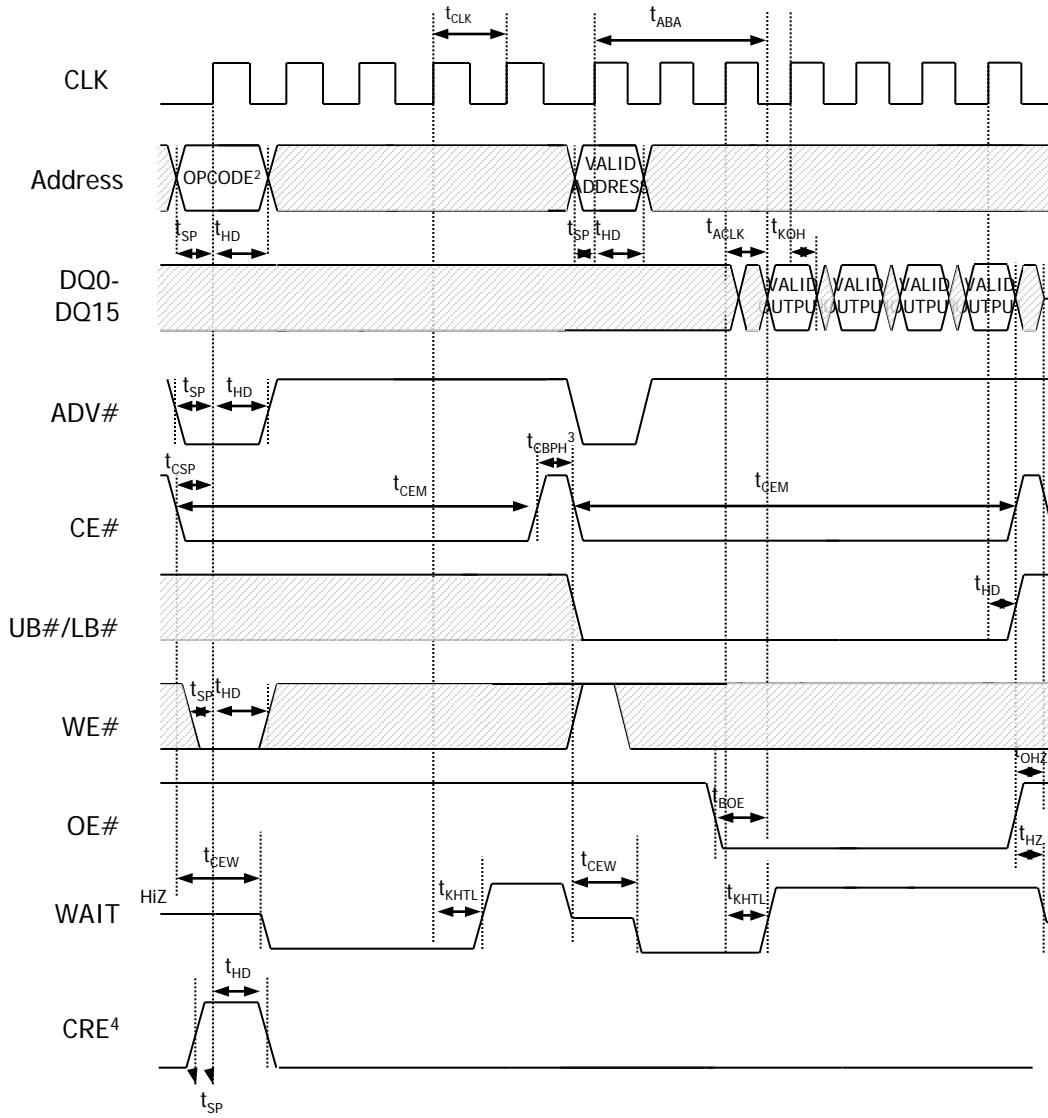 tCLK
tABA
CLK
Address
OPCODE2
VALID
ADDRESS
tSP
tHD
tSP
tHD
tACLK
tKOH
DQ0-
DQ15
VALID
OUTPUT
VALID
OUTPUT
VALID
OUTPUT
VALID
OUTPUT
ADV#
tSP
tHD
tCSP
tCBPH3
CE#
tCEM
tCEM
UB#/LB#
tHD
WE#
tSP
tHD
tOHZ
OE#
tBOE
tHZ
HiZ
WAIT
tCEW
tKHTL
tCEW
tKHTL
CRE4
tHD
tSP